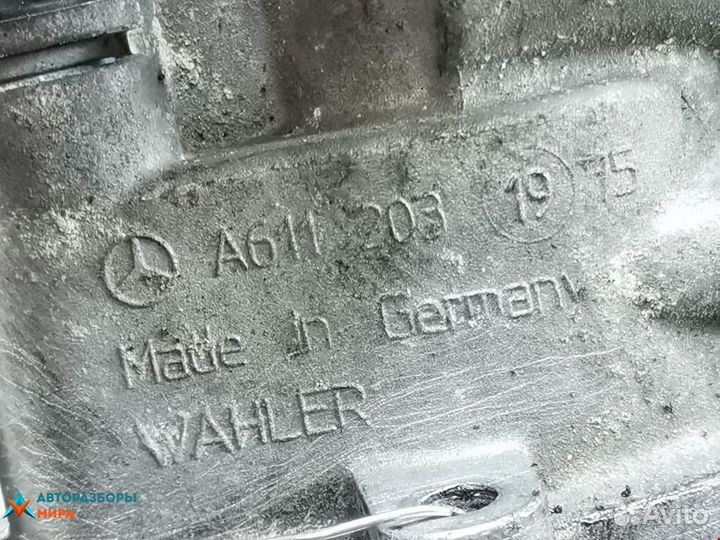 A611 203 19 75
Made in Germany
WAHLER
АВТОРАЗБОРЫ
МИРА
Avito